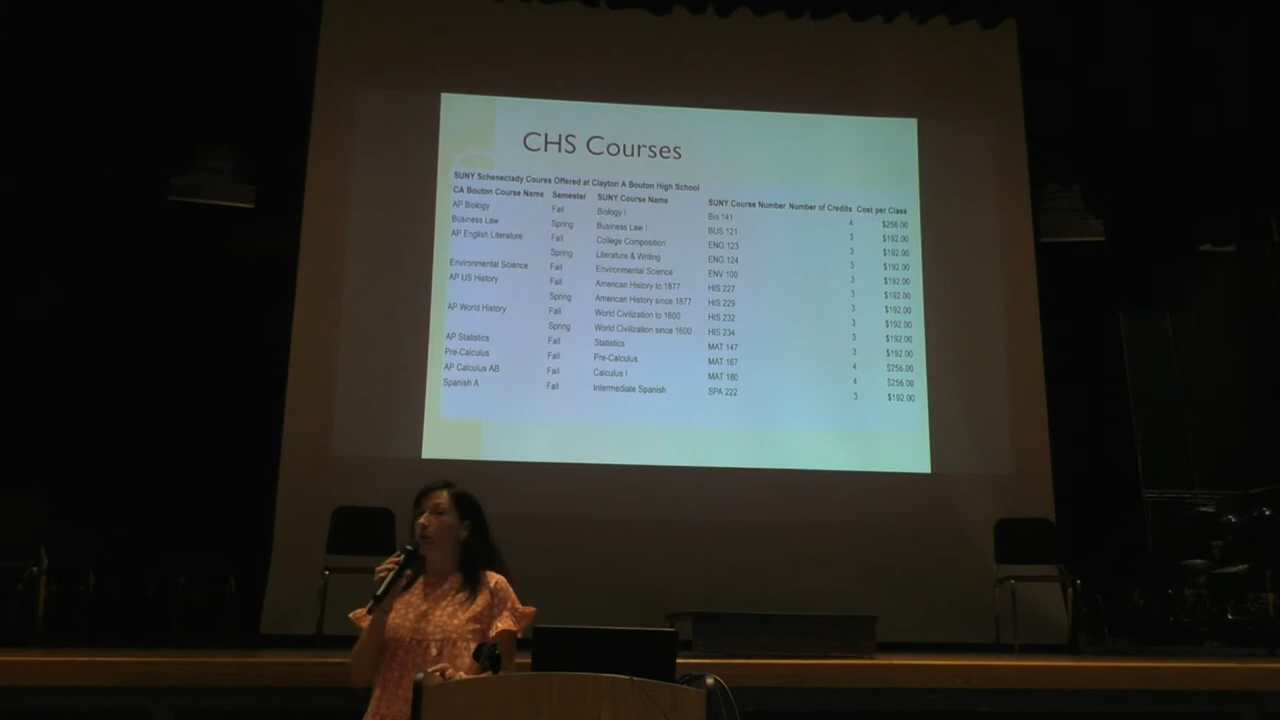 CHS Courses
SUNY Schenectady Coures Offered at Clayton A Bouton High School
CA Bouton Course Name Semester SUNY Course Name SUNY Course Number Number of Credits Cost per Class
AP Biology Fall Biology I Bio 141 4 $256.00
Business Law Spring Business Law I BUS 121 3 $192.00
AP English Literature Fall College Composition ENG 123 3 $192.00
Spring Literature & Writing ENG 124 3 $192.00
Environmental Science Fall Environmental Science ENV 100 3 $192.00
AP US History Fall American History to 1877 HIS 227 3 $192.00
Spring American History since 1877 HIS 229 3 $192.00
AP World History Fall World Civilization to 1600 HIS 232 3 $192.00
Spring World Civilization since 1600 HIS 234 3 $192.00
AP Statistics Fall Statistics MAT 147 3 $192.00
Pre-Calculus Fall Pre-Calculus MAT 167 4 $256.00
AP Calculus AB Fall Calculus I MAT 180 4 $256.00
Spanish A Fall Intermediate Spanish SPA 222 3 $192.00